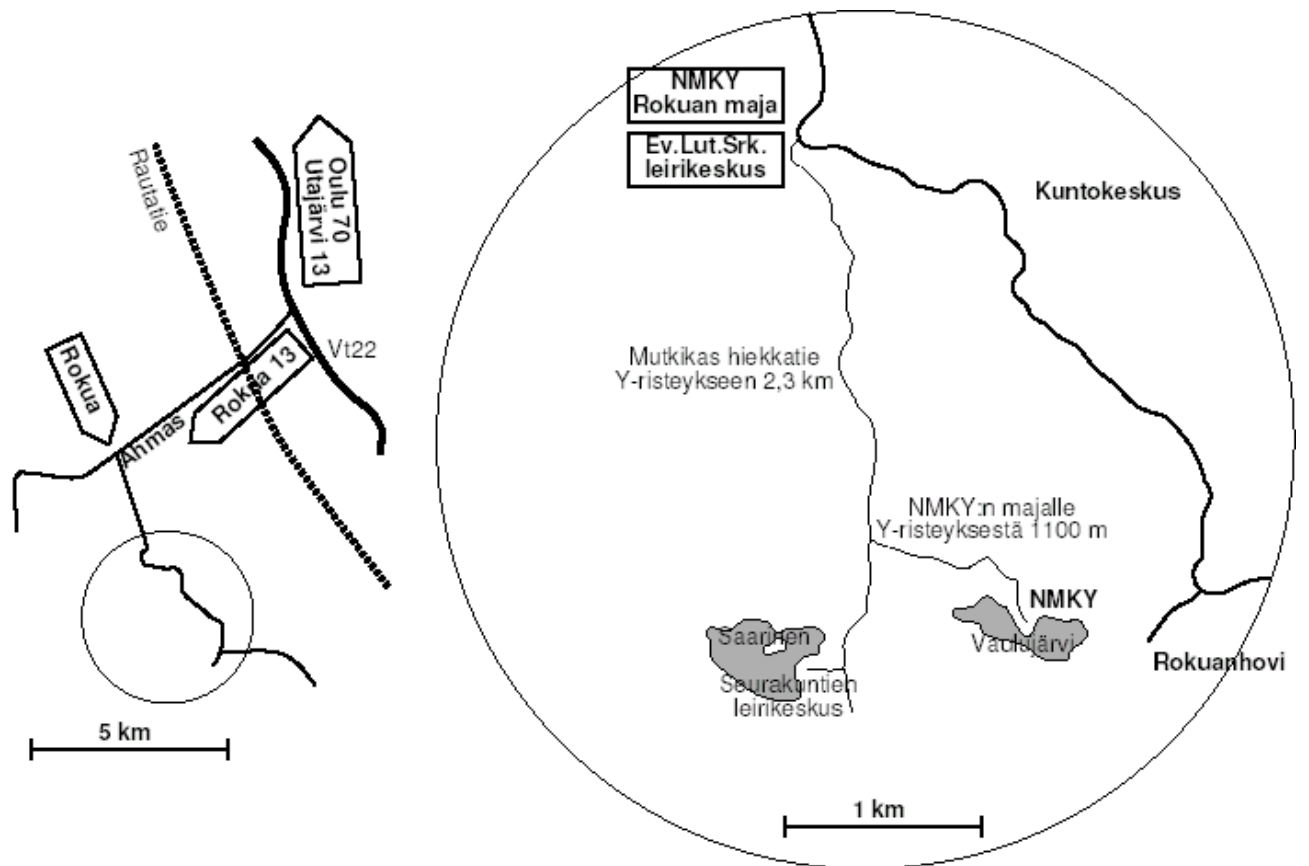 Rautatie
Oulu 70
Utajärvi 13
Vt22
Rokua 13
Rokua
Ahmas
5 km
NMKY
Rokuan maja
Ev.Lut.Srk.
leirikeskus
Kuntokeskus
Mutkikas hiekkatie
Y-risteykseen 2,3 km
NMKY:n majalle
Y-risteyksestä 1100 m
NMKY
Vaulujärvi
Saarinen
Seurakuntien
leirikeskus
Rokuanhovi
1 km